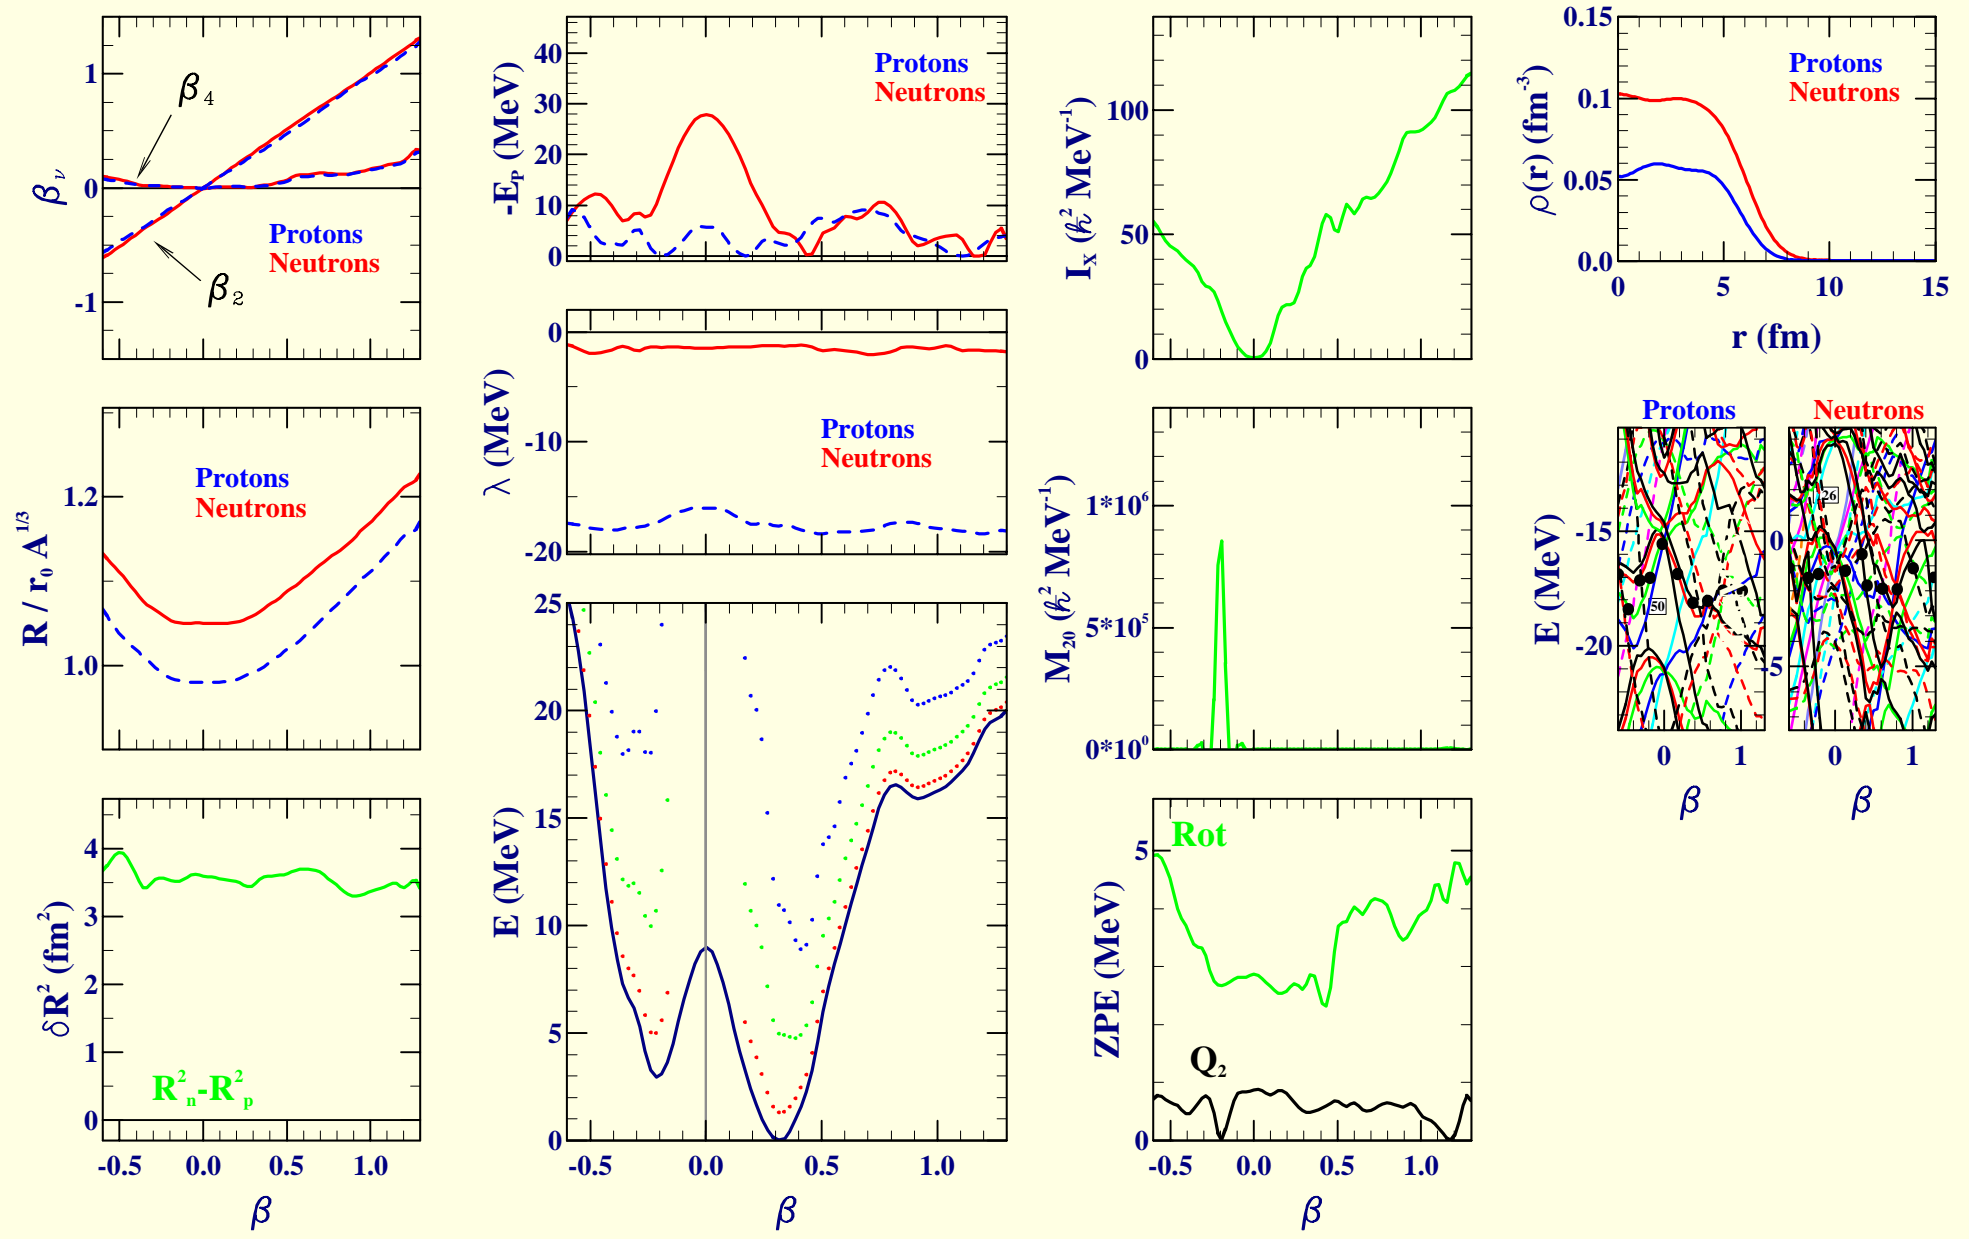 1
0
-1
β_ν
β₄
β₂
Protons
Neutrons
1.2
1.0
R / r₀ A^1/3
Protons
Neutrons
4
3
2
1
0
δR² (fm²)
R²ₙ-R²ₚ
-0.5 0.0 0.5 1.0
β
40
30
20
10
0
-E_P (MeV)
Protons
Neutrons
0
-10
-20
λ (MeV)
Protons
Neutrons
25
20
15
10
5
0
E (MeV)
-0.5 0.0 0.5 1.0
β
100
50
0
I_X (ℏ² MeV⁻¹)
1*10⁶
5*10⁵
0*10⁰
M₂₀ (ℏ² MeV⁻¹)
5
0
ZPE (MeV)
Rot
Q₂
-0.5 0.0 0.5 1.0
β
0.15
0.1
0.05
0.0
ρ(r) (fm⁻³)
Protons
Neutrons
0 5 10 15
r (fm)
Protons Neutrons
-15
-20
E (MeV)
50
0
-5
26
0 1 0 1
β β